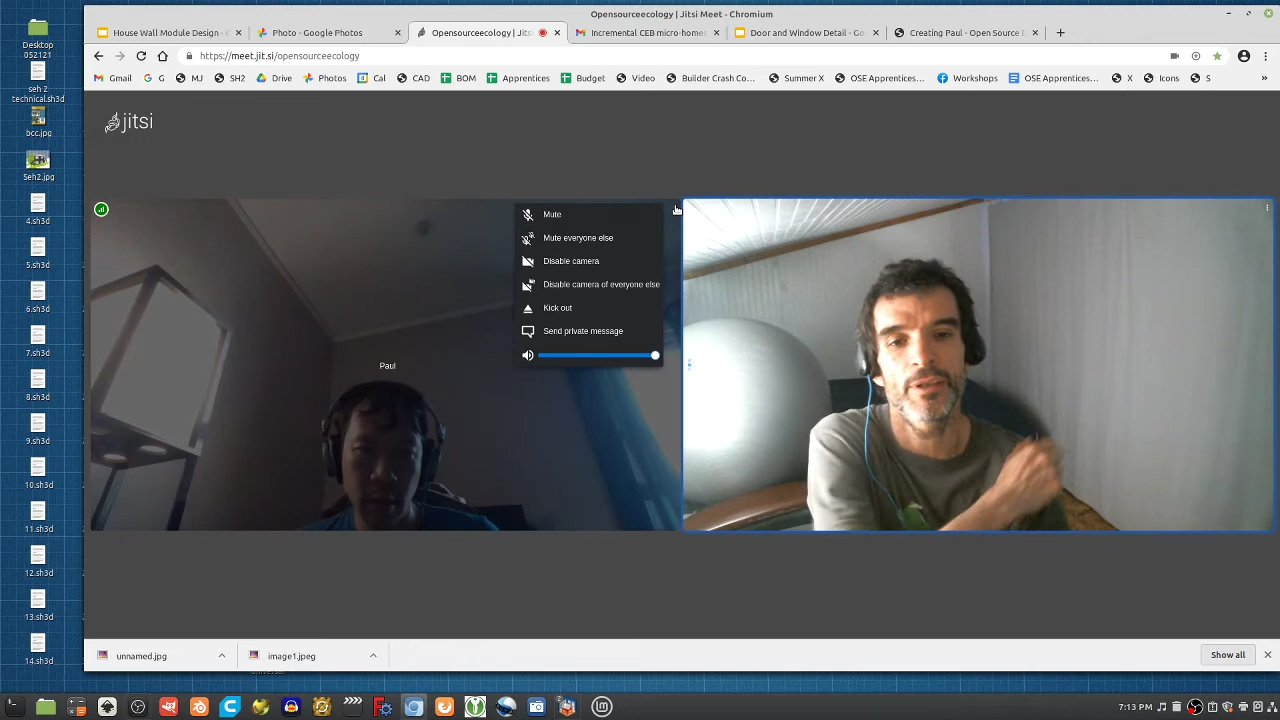 Opensourceecology | Jitsi Meet - Chromium
House Wall Module Design - G
Photo - Google Photos
Opensourceecology | Jits
Incremental CEB micro-home
Door and Window Detail - Go
Creating Paul - Open Source E
https://meet.jit.si/opensourceecology
Gmail
G
SH2
Drive
CAD
BOM
Apprentices
Budget
Video
Builder Crash Co...
Summer X
OSE Apprentices...
Workshops
OSE Apprentices...
X
Icons
S
jitsi
Mute
Mute everyone else
Disable camera
Disable camera of everyone else
Kick out
Send private message
Paul
Desktop
052121
seh 2
technical.sh3d
bcc.jpg
Seh2.jpg
4.sh3d
5.sh3d
6.sh3d
7.sh3d
8.sh3d
9.sh3d
10.sh3d
11.sh3d
12.sh3d
13.sh3d
14.sh3d
unnamed.jpg
image1.jpeg
Show all
7:13 PM